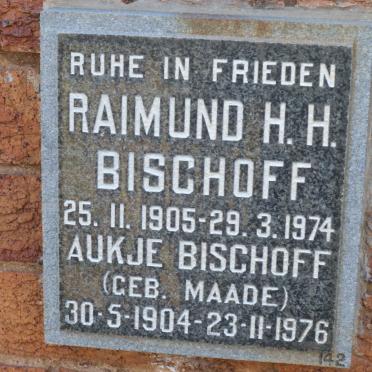 RUHE IN FRIEDEN
RAIMUND H. H.
BISCHOFF
25. 11. 1905-29. 3. 1974
AUKJE BISCHOFF
(GEB. MAADE)
30-5-1904-23-11-1976
142